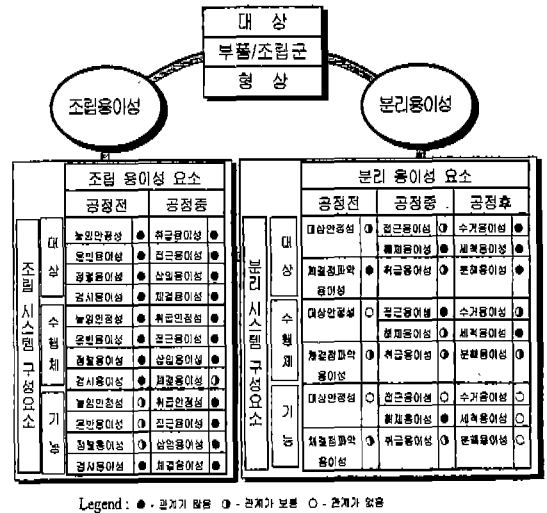 대 상
부품/조립군
형 상
조립용이성
분리용이성
조립 용이성 요소
공정전 공정중
조립 시스템 구성요소
대상
놓임안정성 ● 취급용이성 ●
운반용이성 ● 접근용이성 ●
정렬용이성 ● 삽입용이성 ●
검사용이성 ● 체결용이성 ●
수행체
놓임안정성 ● 취급안정성 ●
운반용이성 ● 접근용이성 ●
정렬용이성 ● 삽입용이성 ●
검사용이성 ● 체결용이성 ◑
기능
놓임안정성 ◑ 취급안정성 ●
운반용이성 ◑ 접근용이성 ●
정렬용이성 ◑ 삽입용이성 ●
검사용이성 ● 체결용이성 ●
분리 용이성 요소
공정전 공정중 공정후
분리 시스템 구성요소
대상
대상안정성 ◑ 접근용이성 ◑ 수거용이성 ●
해체용이성 ● 세척용이성 ●
체결점파악 ● 취급용이성 ◑ 분해용이성 ●
용이성
수행체
대상안정성 ○ 접근용이성 ● 수거용이성 ◑
해체용이성 ◑ 세척용이성 ●
체결점파악 ◑ 취급용이성 ◑ 분해용이성 ◑
용이성
기능
대상안정성 ○ 접근용이성 ○ 수거용이성 ○
해체용이성 ● 세척용이성 ○
체결점파악 ◑ 취급용이성 ◑ 분해용이성 ○
용이성
Legend : ● - 관계가 많음 ◑ - 관계가 보통 ○ - 관계가 없음